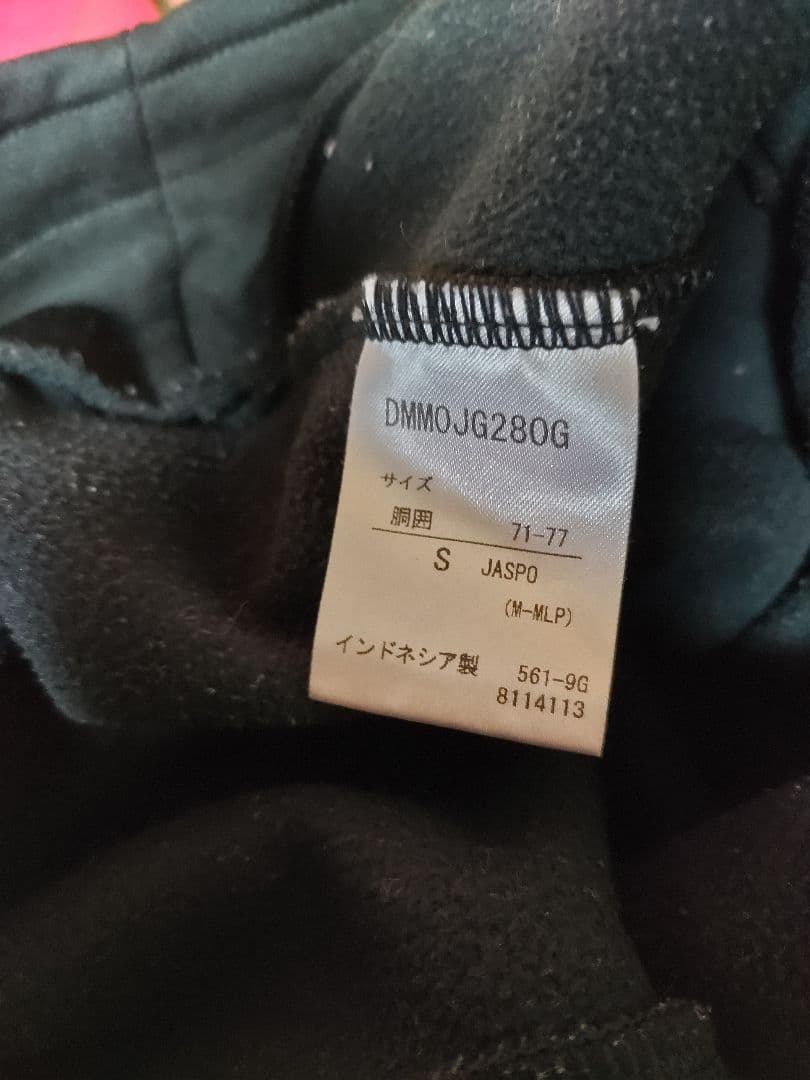 DMMOJG280G
サイズ
胴囲 71-77
S JASPO
(M-MLP)
インドネシア製 561-9G
8114113